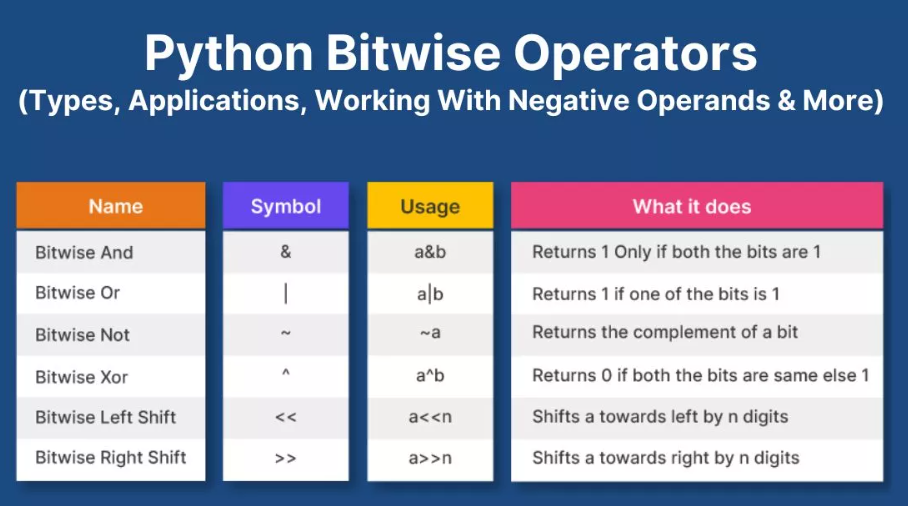 Python Bitwise Operators
(Types, Applications, Working With Negative Operands & More)
Name Symbol Usage What it does
Bitwise And & a&b Returns 1 Only if both the bits are 1
Bitwise Or | a|b Returns 1 if one of the bits is 1
Bitwise Not ~ ~a Returns the complement of a bit
Bitwise Xor ^ a^b Returns 0 if both the bits are same else 1
Bitwise Left Shift << a<<n Shifts a towards left by n digits
Bitwise Right Shift >> a>>n Shifts a towards right by n digits